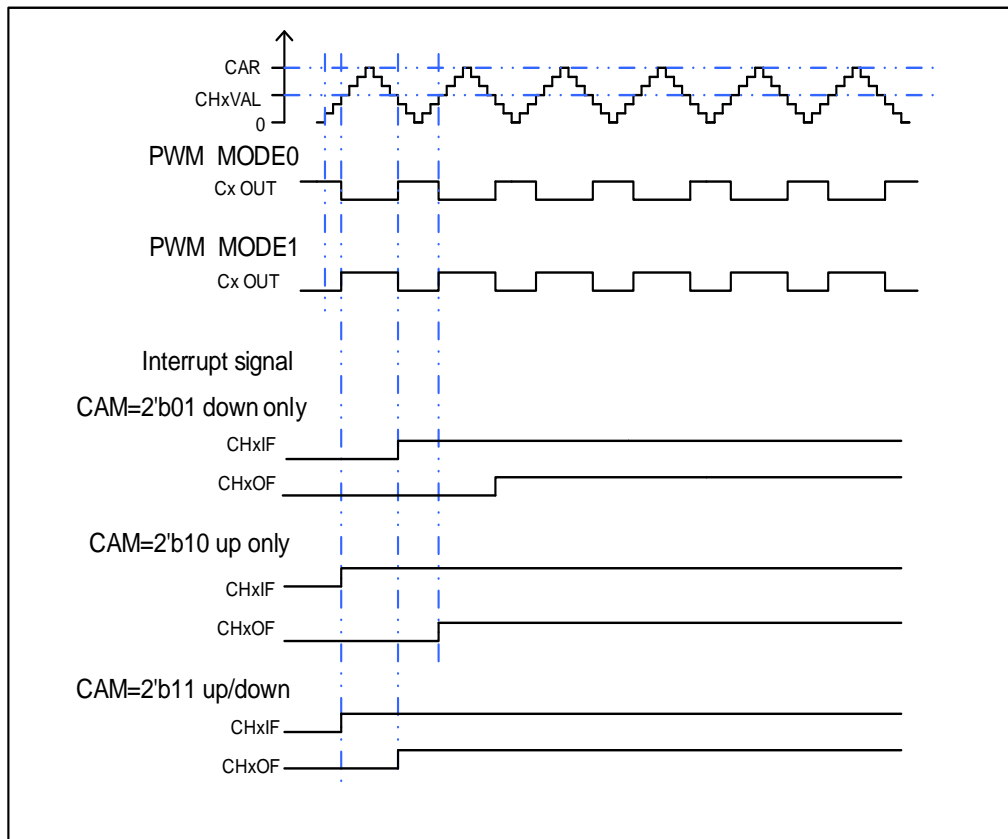 CAR
CHxVAL
0
PWM MODE0
Cx OUT
PWM MODE1
Cx OUT
Interrupt signal
CAM=2'b01 down only
CHxIF
CHxOF
CAM=2'b10 up only
CHxIF
CHxOF
CAM=2'b11 up/down
CHxIF
CHxOF